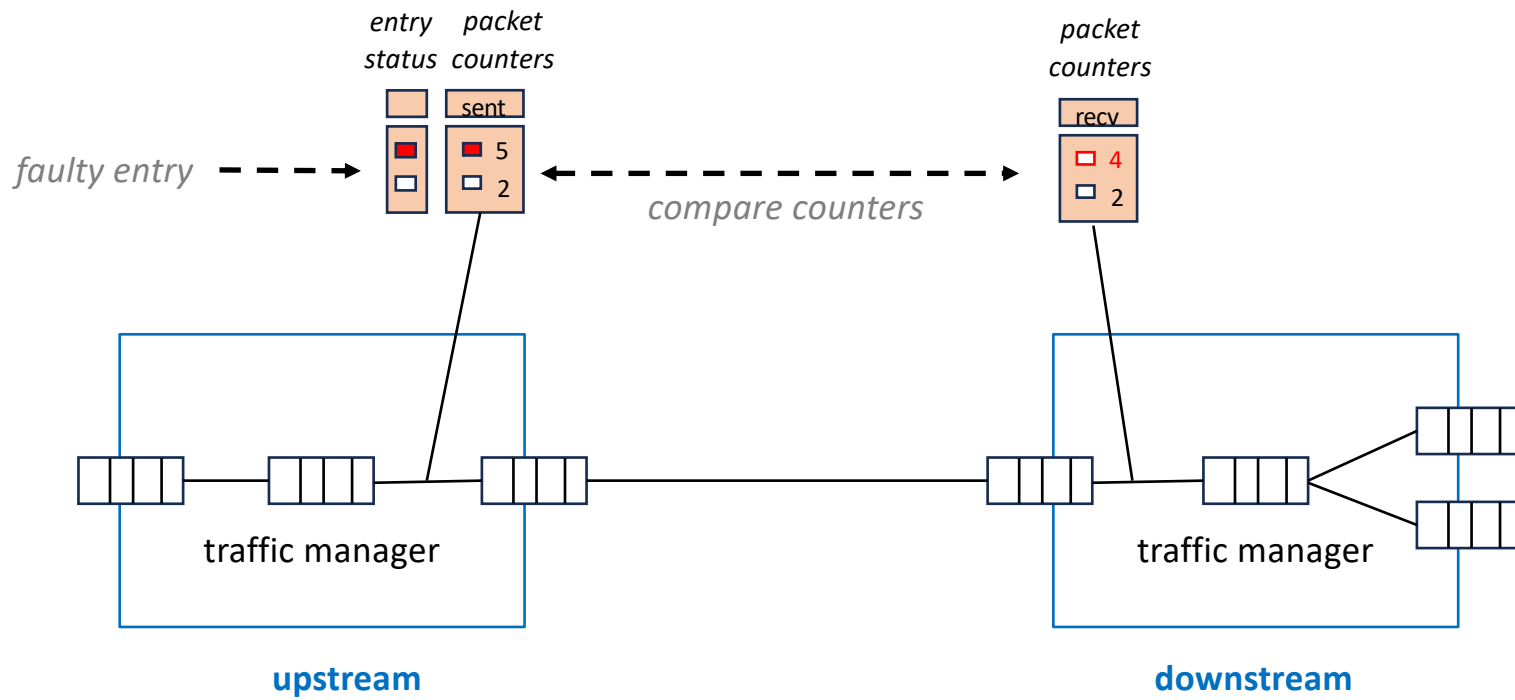 entry
status
packet
counters
packet
counters
sent
recv
faulty entry
5
2
compare counters
4
2
traffic manager
traffic manager
upstream
downstream